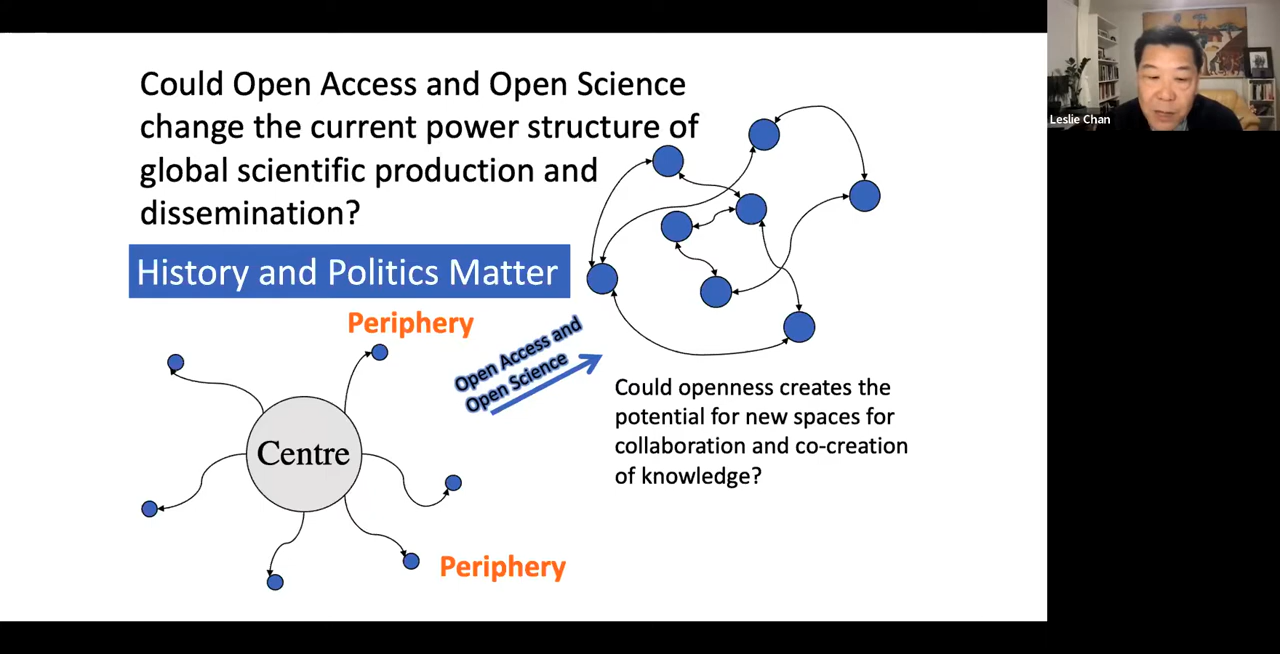 Could Open Access and Open Science
change the current power structure of
global scientific production and
dissemination?
History and Politics Matter
Periphery
Open Access and
Open Science
Centre
Periphery
Could openness creates the
potential for new spaces for
collaboration and co-creation
of knowledge?
Leslie Chan